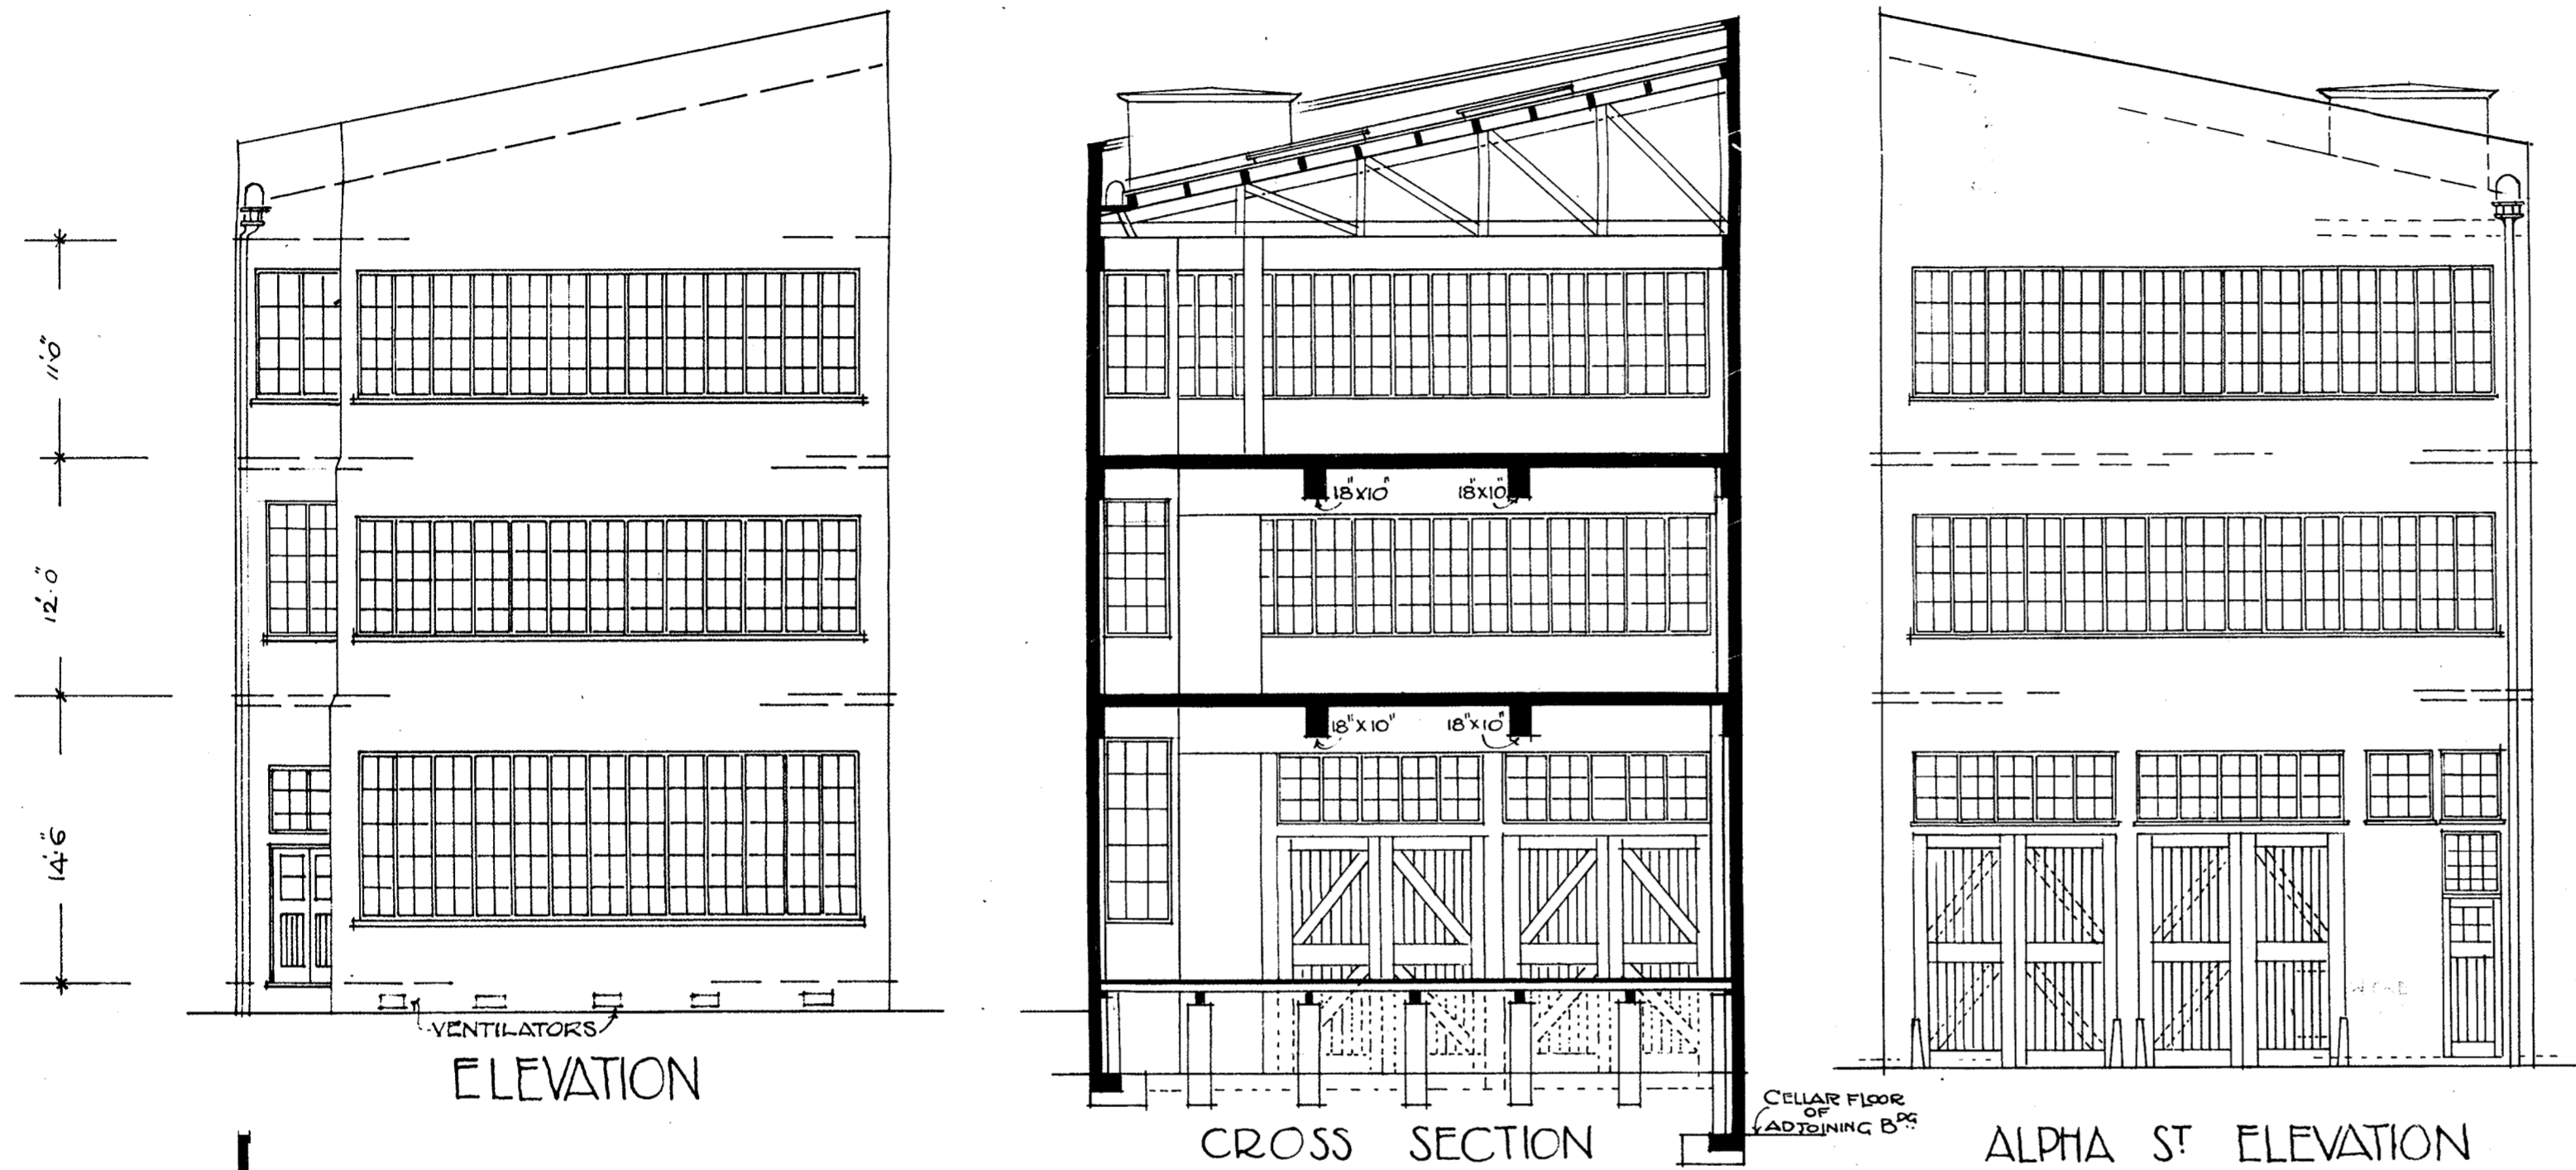 11'0"
12'.0"
14'.6"
VENTILATORS
ELEVATION
18"X10" 18"X10"
18"X10" 18"X10"
CELLAR FLOOR
OF
ADJOINING BDG
CROSS SECTION
ALPHA ST ELEVATION